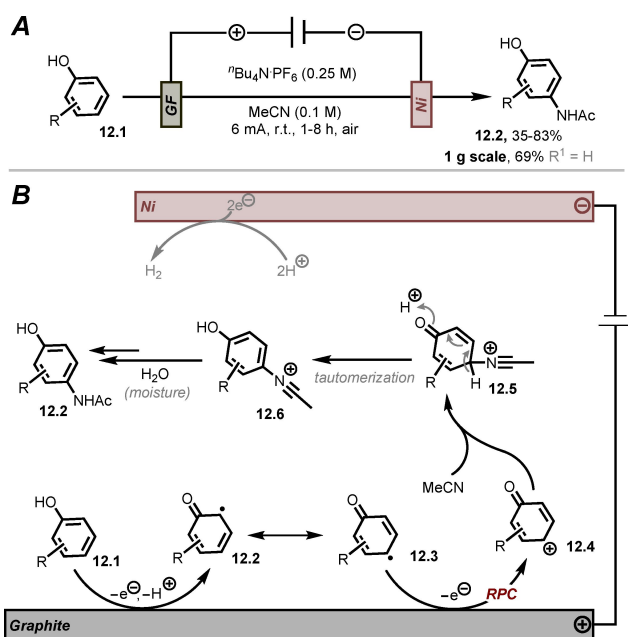 A
⊕ ⊖
HO
R
12.1
GF
ⁿBu₄N·PF₆ (0.25 M)
MeCN (0.1 M)
6 mA, r.t., 1-8 h, air
Ni
HO
R
NHAc
12.2, 35-83%
1 g scale, 69% R¹ = H
B
Ni
2e⊖
⊖
H₂
2H⊕
HO
R
NHAc
12.2
H₂O
(moisture)
HO
R
N⊕
12.6
tautomerization
H⊕
O
R
H
N⊕
12.5
MeCN
HO
R
12.1
O
R
12.2
O
R
12.3
O
R
⊕
12.4
–e⊖,–H⊕
–e⊖
RPC
Graphite
⊕